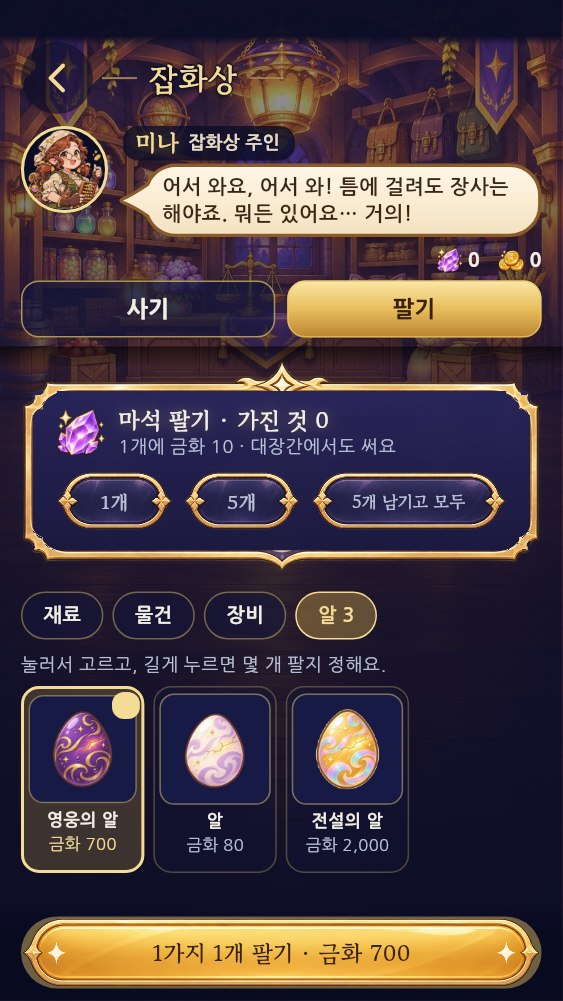 잡화상
미나 잡화상 주인
어서 와요, 어서 와! 틈에 걸려도 장사는
해야죠. 뭐든 있어요… 거의!
0 0
사기 팔기
마석 팔기 · 가진 것 0
1개에 금화 10 · 대장간에서도 써요
1개 5개 5개 남기고 모두
재료 물건 장비 알 3
눌러서 고르고, 길게 누르면 몇 개 팔지 정해요.
영웅의 알 알 전설의 알
금화 700 금화 80 금화 2,000
1가지 1개 팔기 · 금화 700